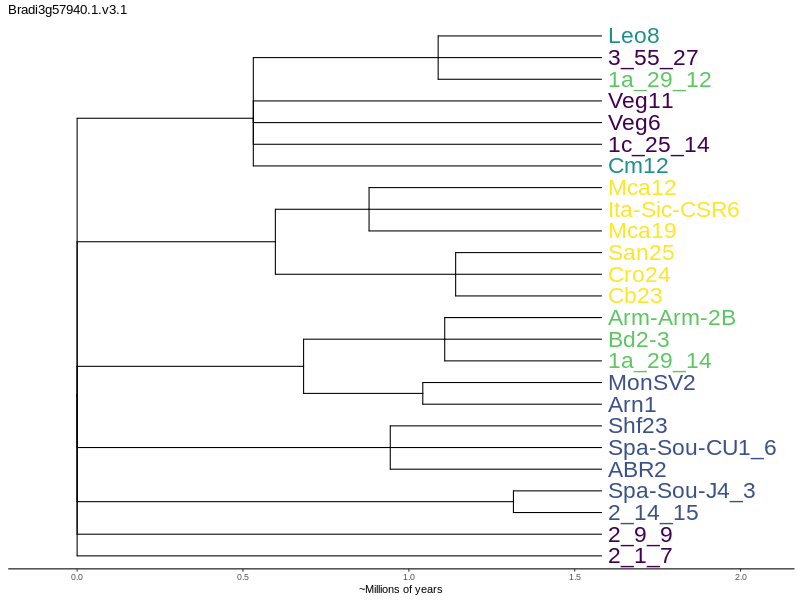 Bradi3g57940.1.v3.1
Leo8
3_55_27
1a_29_12
Veg11
Veg6
1c_25_14
Cm12
Mca12
Ita-Sic-CSR6
Mca19
San25
Cro24
Cb23
Arm-Arm-2B
Bd2-3
1a_29_14
MonSV2
Arn1
Shf23
Spa-Sou-CU1_6
ABR2
Spa-Sou-J4_3
2_14_15
2_9_9
2_1_7
0.0 0.5 1.0 1.5 2.0
~Millions of years